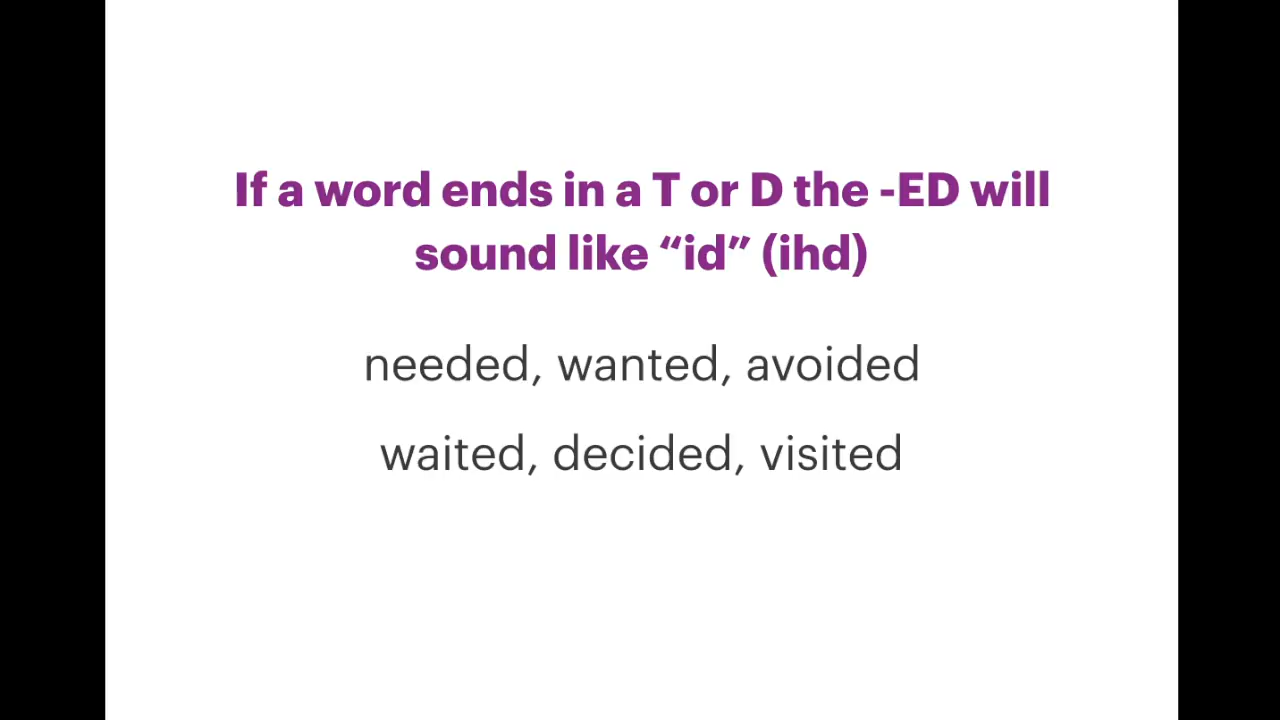 If a word ends in a T or D the -ED will
sound like “id” (ihd)
needed, wanted, avoided
waited, decided, visited